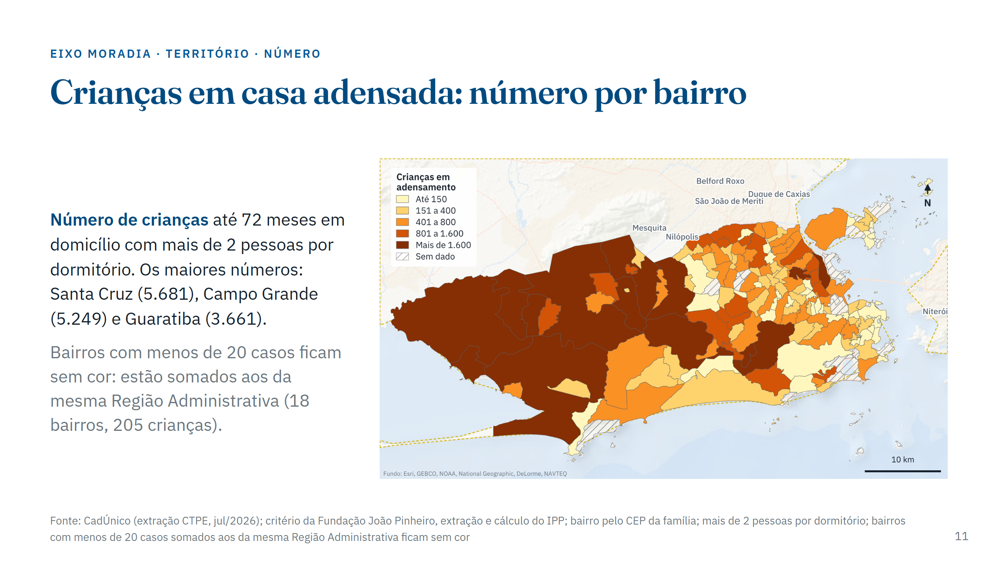 EIXO MORADIA · TERRITÓRIO · NÚMERO
Crianças em casa adensada: número por bairro
Número de crianças até 72 meses em
domicílio com mais de 2 pessoas por
dormitório. Os maiores números:
Santa Cruz (5.681), Campo Grande
(5.249) e Guaratiba (3.661).
Bairros com menos de 20 casos ficam
sem cor: estão somados aos da
mesma Região Administrativa (18
bairros, 205 crianças).
Crianças em
adensamento
Até 150
151 a 400
401 a 800
801 a 1.600
Mais de 1.600
Sem dado
Belford Roxo
Duque de Caxias
São João de Meriti
Mesquita
Nilópolis
Niterói
N
10 km
Fundo: Esri, GEBCO, NOAA, National Geographic, DeLorme, NAVTEQ
Fonte: CadÚnico (extração CTPE, jul/2026); critério da Fundação João Pinheiro, extração e cálculo do IPP; bairro pelo CEP da família; mais de 2 pessoas por dormitório; bairros
com menos de 20 casos somados aos da mesma Região Administrativa ficam sem cor
11